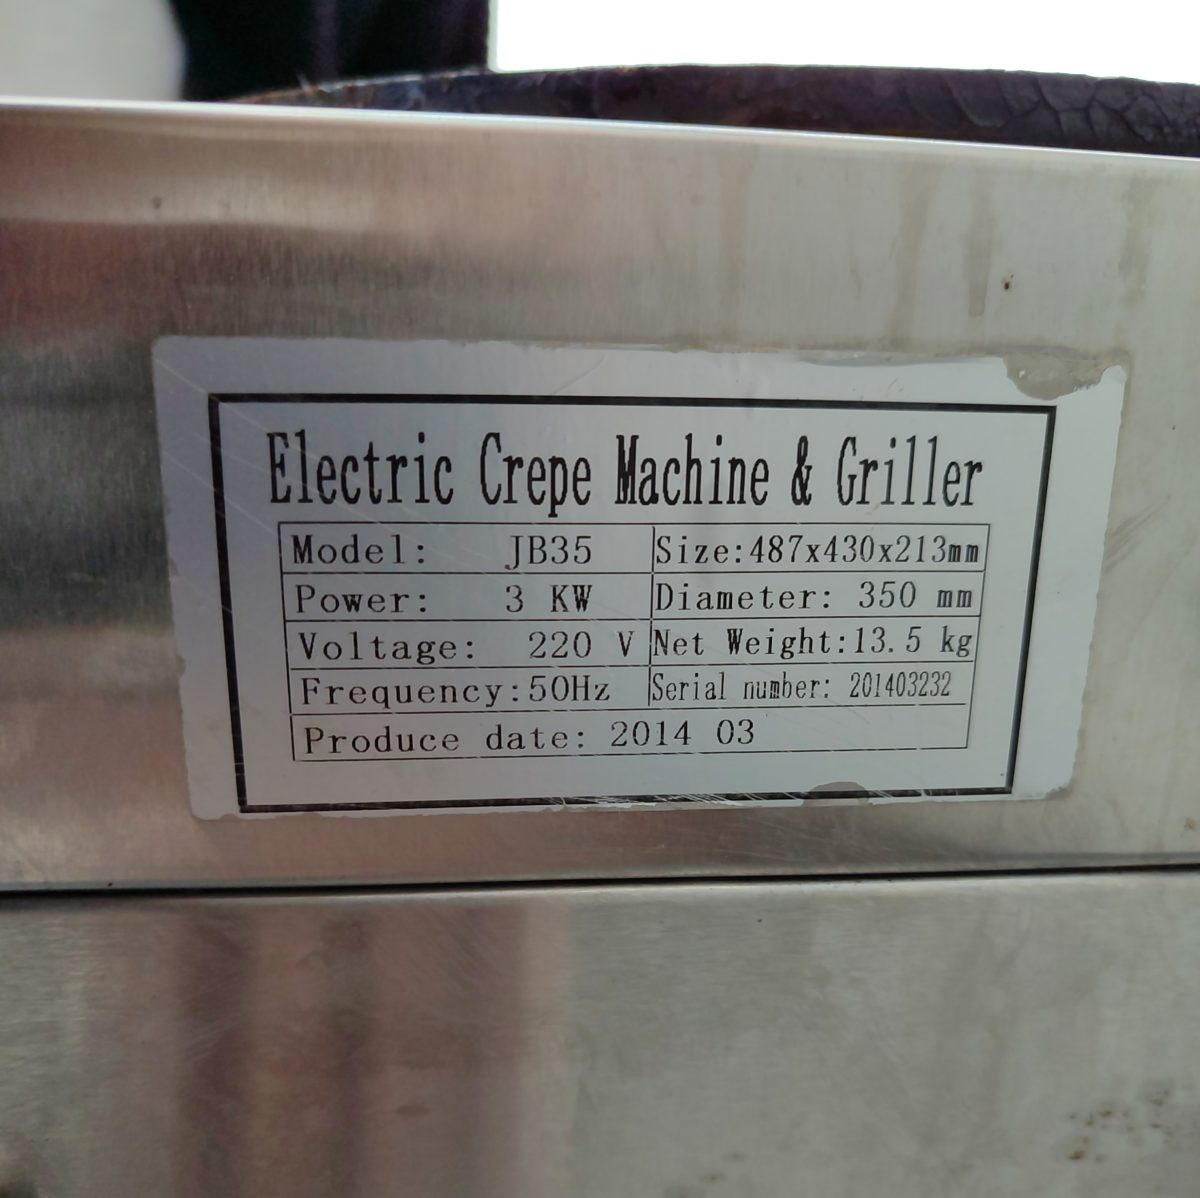 Electric Crepe Machine & Griller
Model: JB35 Size:487x430x213mm
Power: 3 KW Diameter: 350 mm
Voltage: 220 V Net Weight:13.5 kg
Frequency:50Hz Serial number: 201403232
Produce date: 2014 03